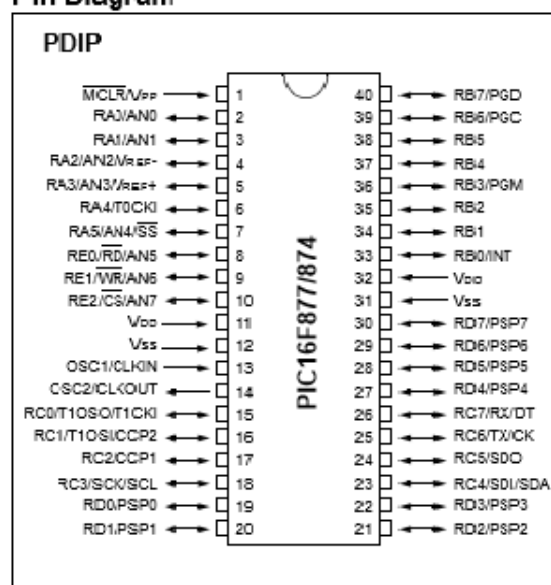 Pin Diagram
PDIP
MCLR/VPP 1
RA0/AN0 2
RA1/AN1 3
RA2/AN2/VREF- 4
RA3/AN3/VREF+ 5
RA4/T0CKI 6
RA5/AN4/SS 7
RE0/RD/AN5 8
RE1/WR/AN6 9
RE2/CS/AN7 10
VDD 11
VSS 12
OSC1/CLKIN 13
OSC2/CLKOUT 14
RC0/T1OSO/T1CKI 15
RC1/T1OSI/CCP2 16
RC2/CCP1 17
RC3/SCK/SCL 18
RD0/PSP0 19
RD1/PSP1 20
PIC16F877/874
40 RB7/PGD
39 RB6/PGC
38 RB5
37 RB4
36 RB3/PGM
35 RB2
34 RB1
33 RB0/INT
32 VDD
31 VSS
30 RD7/PSP7
29 RD6/PSP6
28 RD5/PSP5
27 RD4/PSP4
26 RC7/RX/DT
25 RC6/TX/CK
24 RC5/SDO
23 RC4/SDI/SDA
22 RD3/PSP3
21 RD2/PSP2